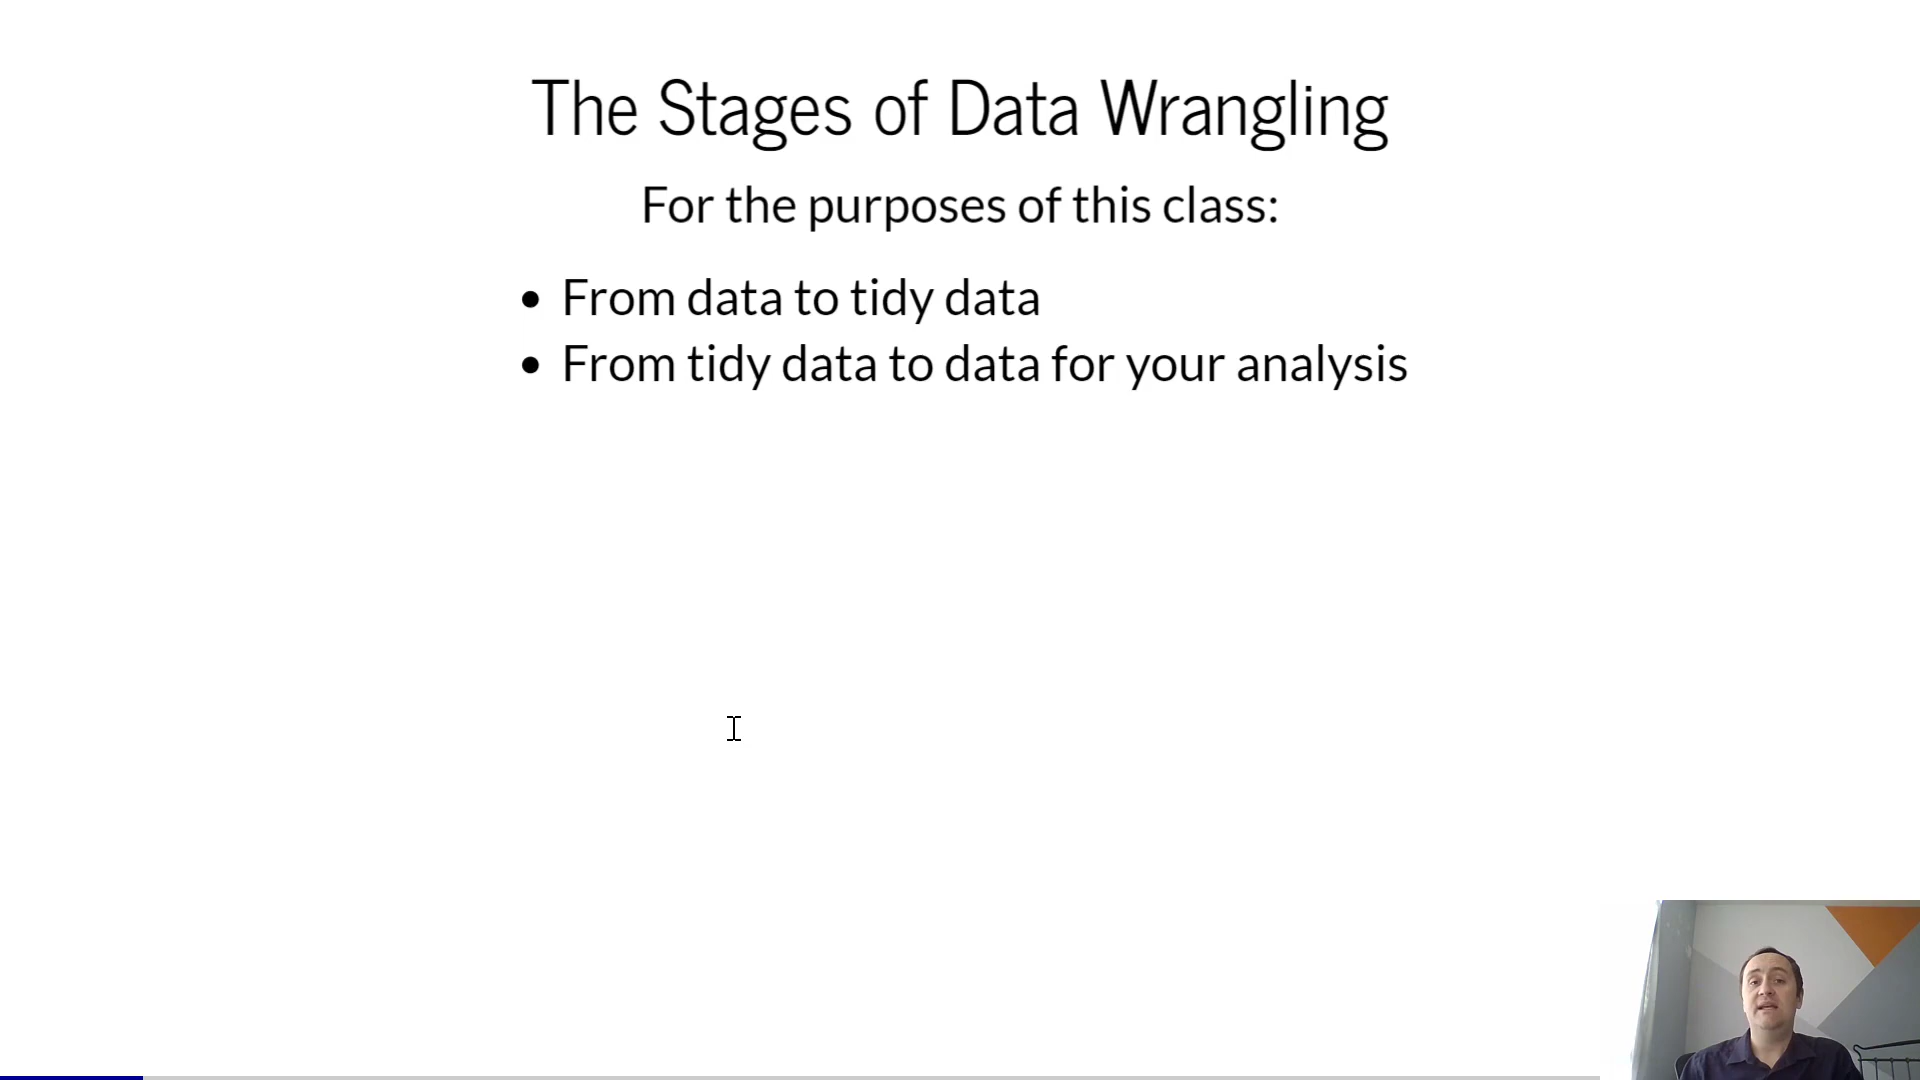 The Stages of Data Wrangling
For the purposes of this class:
• From data to tidy data
• From tidy data to data for your analysis